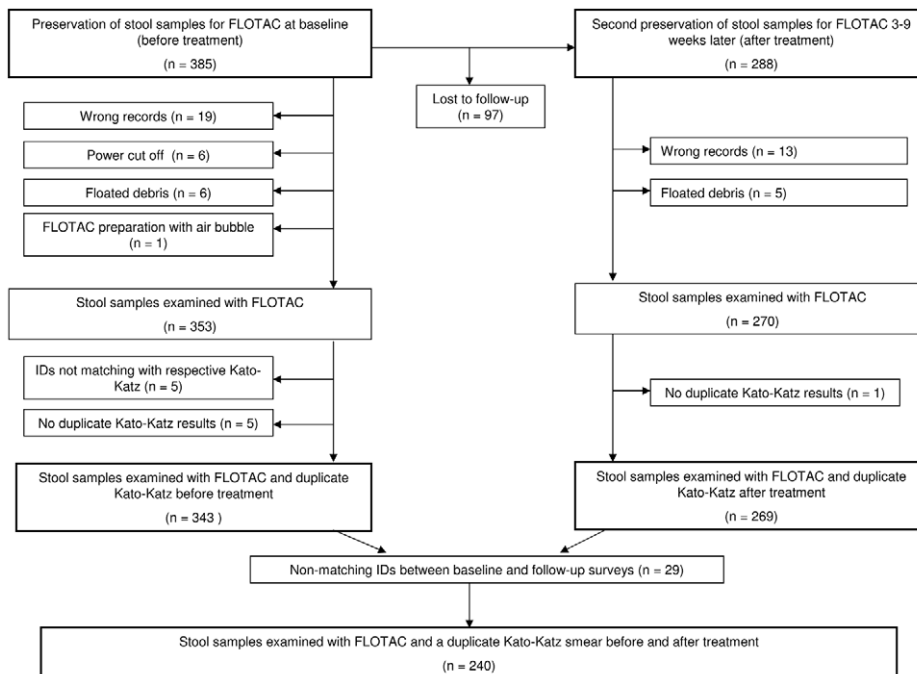 Preservation of stool samples for FLOTAC at baseline
(before treatment)
(n = 385)
Second preservation of stool samples for FLOTAC 3-9
weeks later (after treatment)
(n = 288)
Lost to follow-up
(n = 97)
Wrong records (n = 19)
Power cut off (n = 6)
Floated debris (n = 6)
FLOTAC preparation with air bubble
(n = 1)
Wrong records (n = 13)
Floated debris (n = 5)
Stool samples examined with FLOTAC
(n = 353)
Stool samples examined with FLOTAC
(n = 270)
IDs not matching with respective Kato-
Katz (n = 5)
No duplicate Kato-Katz results (n = 5)
No duplicate Kato-Katz results (n = 1)
Stool samples examined with FLOTAC and duplicate
Kato-Katz before treatment
(n = 343 )
Stool samples examined with FLOTAC and duplicate
Kato-Katz after treatment
(n = 269)
Non-matching IDs between baseline and follow-up surveys (n = 29)
Stool samples examined with FLOTAC and a duplicate Kato-Katz smear before and after treatment
(n = 240)